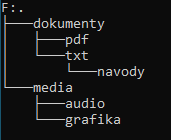 F:.
├───dokumenty
│   ├───pdf
│   └───txt
│       └───navody
└───media
    ├───audio
    └───grafika